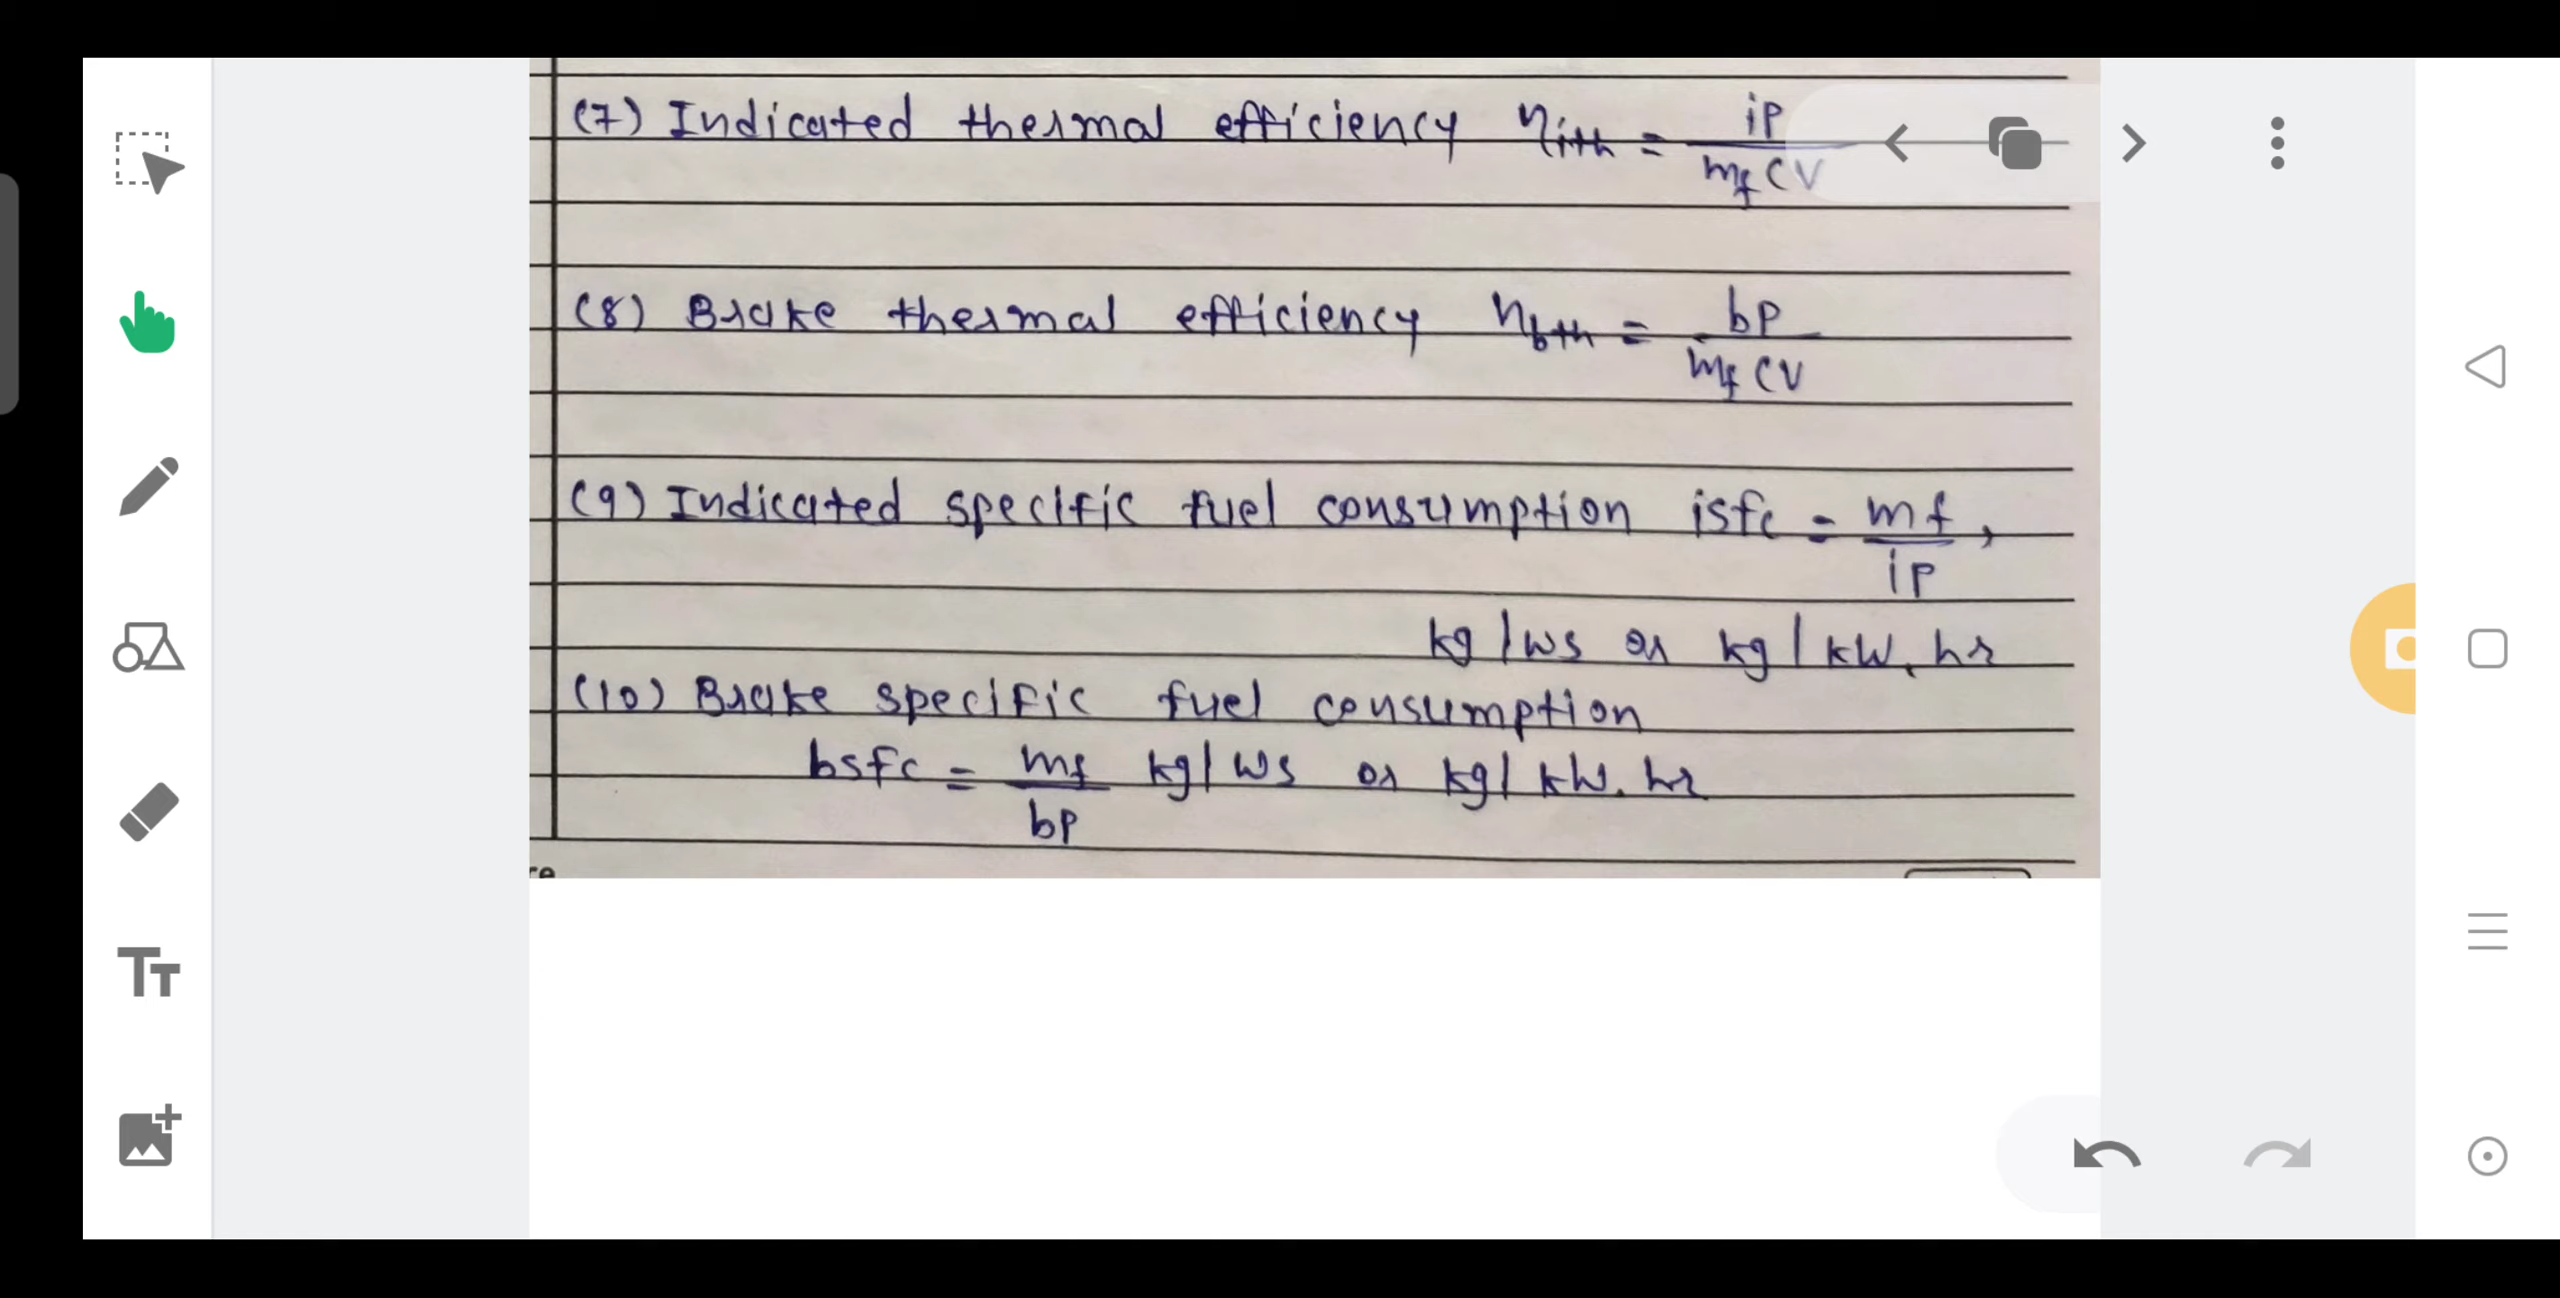 (7) Indicated thermal efficiency ηith = ip / mf CV
(8) Brake thermal efficiency ηbth = bp / mf CV
(9) Indicated specific fuel consumption isfc = mf / ip,
kg/ws or kg/kW.hr
(10) Brake specific fuel consumption
bsfc = mf / bp kg/ws or kg/kW.hr
re
TT